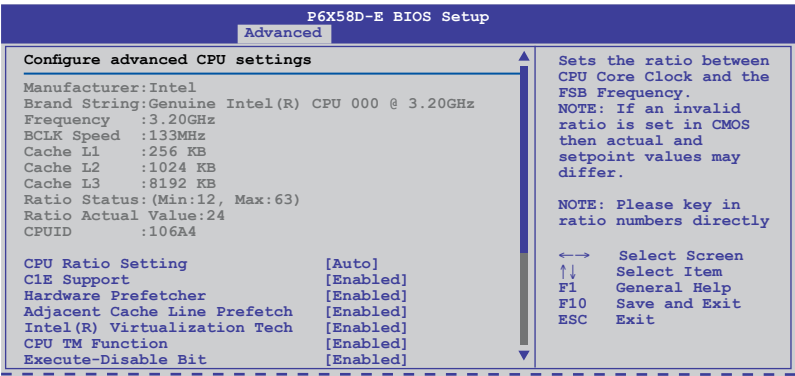 P6X58D-E BIOS Setup
Advanced
Configure advanced CPU settings
Manufacturer:Intel
Brand String:Genuine Intel(R) CPU 000 @ 3.20GHz
Frequency :3.20GHz
BCLK Speed :133MHz
Cache L1 :256 KB
Cache L2 :1024 KB
Cache L3 :8192 KB
Ratio Status:(Min:12, Max:63)
Ratio Actual Value:24
CPUID :106A4
CPU Ratio Setting [Auto]
C1E Support [Enabled]
Hardware Prefetcher [Enabled]
Adjacent Cache Line Prefetch [Enabled]
Intel(R) Virtualization Tech [Enabled]
CPU TM Function [Enabled]
Execute-Disable Bit [Enabled]
Sets the ratio between
CPU Core Clock and the
FSB Frequency.
NOTE: If an invalid
ratio is set in CMOS
then actual and
setpoint values may
differ.
NOTE: Please key in
ratio numbers directly
←→ Select Screen
↑↓ Select Item
F1 General Help
F10 Save and Exit
ESC Exit